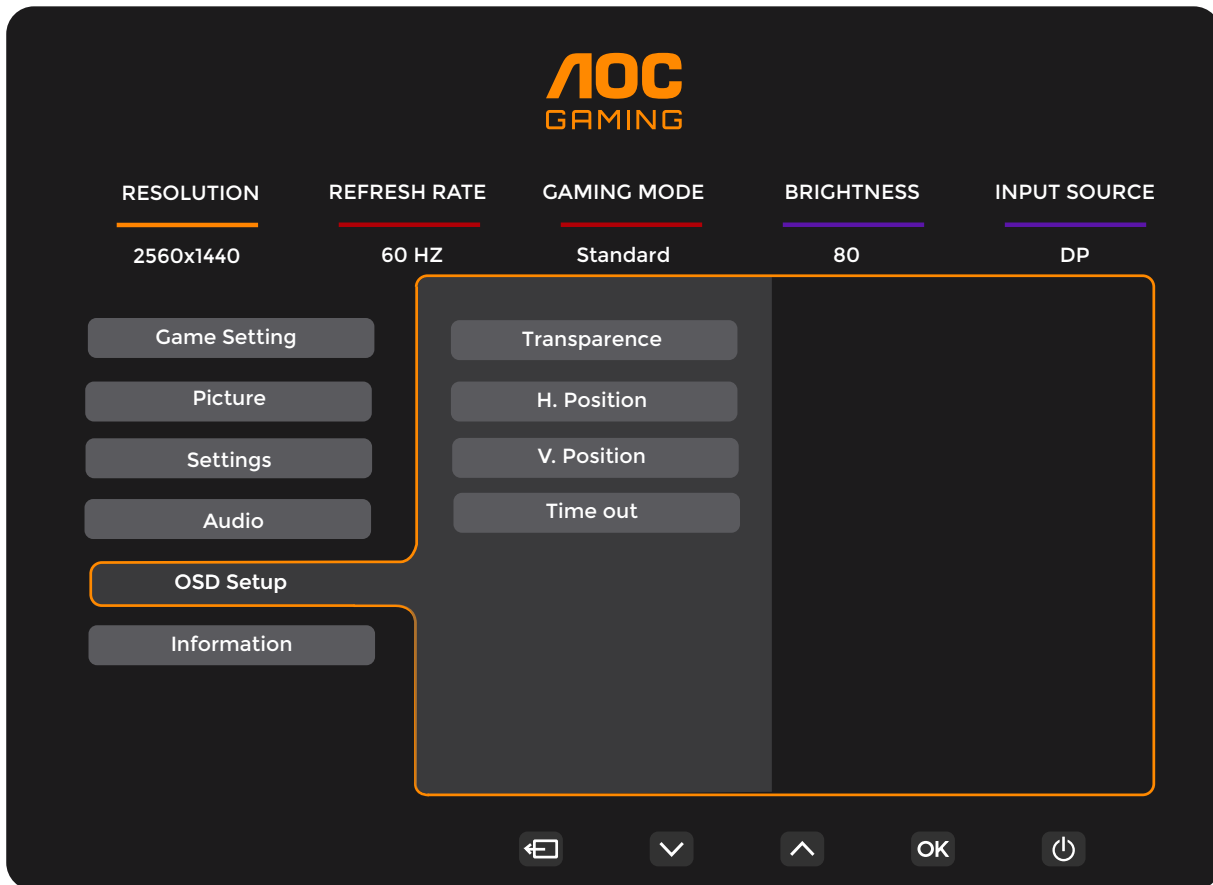 AOC
GAMING
RESOLUTION REFRESH RATE GAMING MODE BRIGHTNESS INPUT SOURCE
2560x1440 60 HZ Standard 80 DP
Game Setting
Picture
Settings
Audio
OSD Setup
Information
Transparence
H. Position
V. Position
Time out
OK